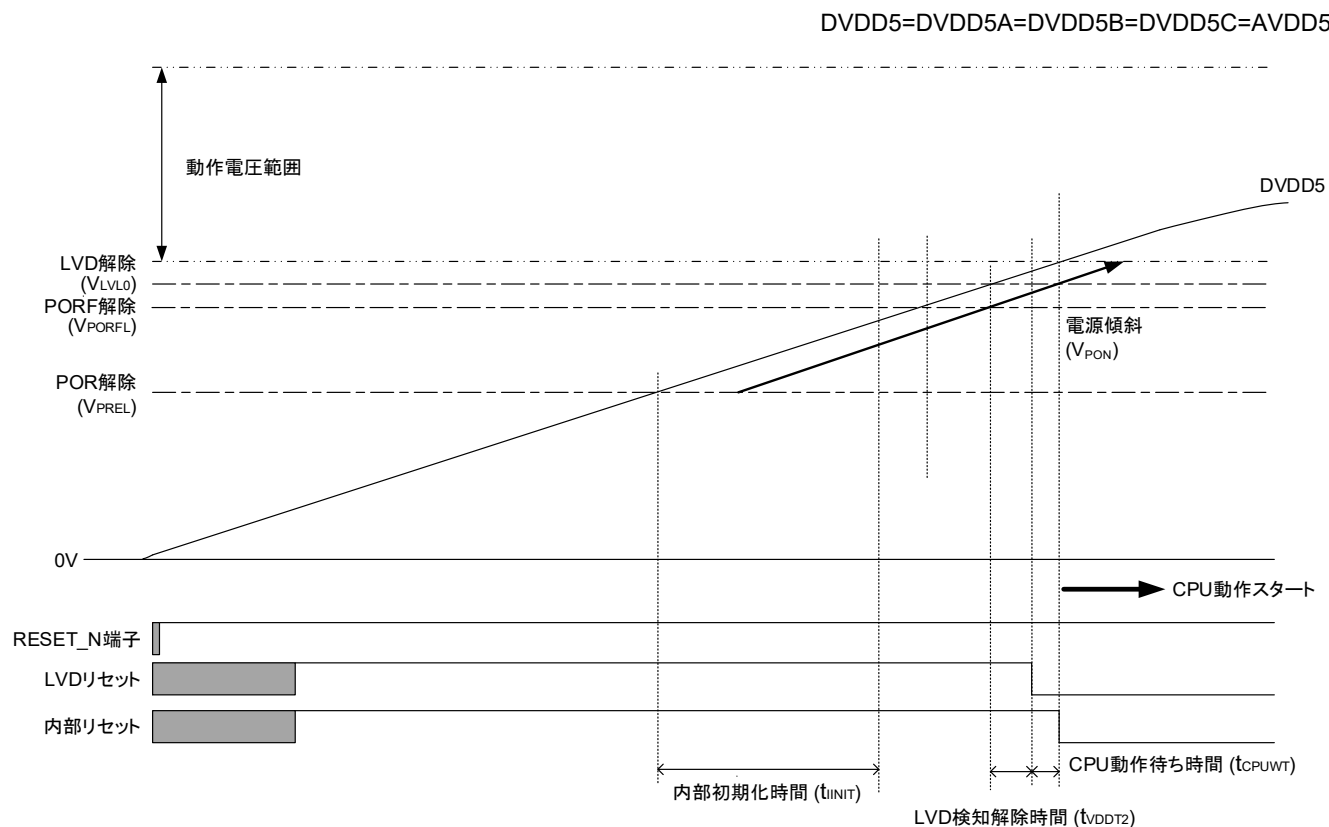 DVDD5=DVDD5A=DVDD5B=DVDD5C=AVDD5
動作電圧範囲
DVDD5
LVD解除
(VLVL0)
PORF解除
(VPORFL)
電源傾斜
(VPON)
POR解除
(VPREL)
0V
CPU動作スタート
RESET_N端子
LVDリセット
内部リセット
CPU動作待ち時間 (tCPUWT)
内部初期化時間 (tIINIT)
LVD検知解除時間 (tVDDT2)